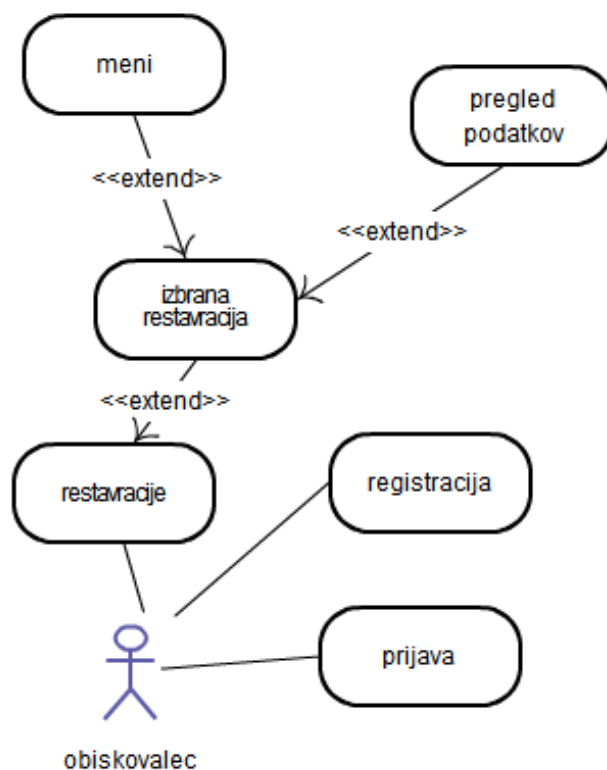 meni
pregled
podatkov
<<extend>>
<<extend>>
izbrana
restavracija
<<extend>>
restavracije
registracija
prijava
obiskovalec